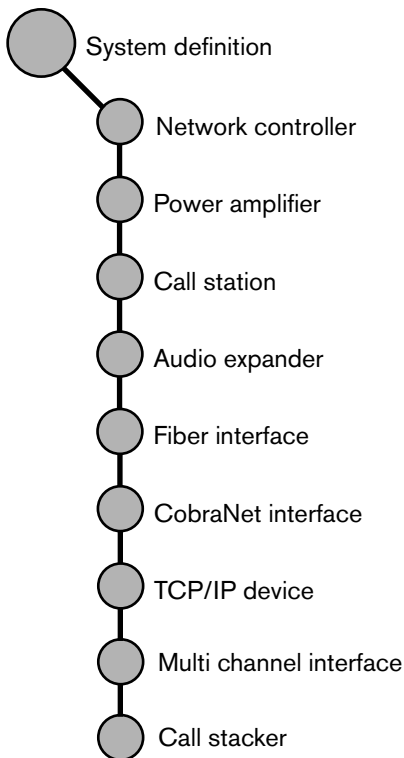 System definition
Network controller
Power amplifier
Call station
Audio expander
Fiber interface
CobraNet interface
TCP/IP device
Multi channel interface
Call stacker